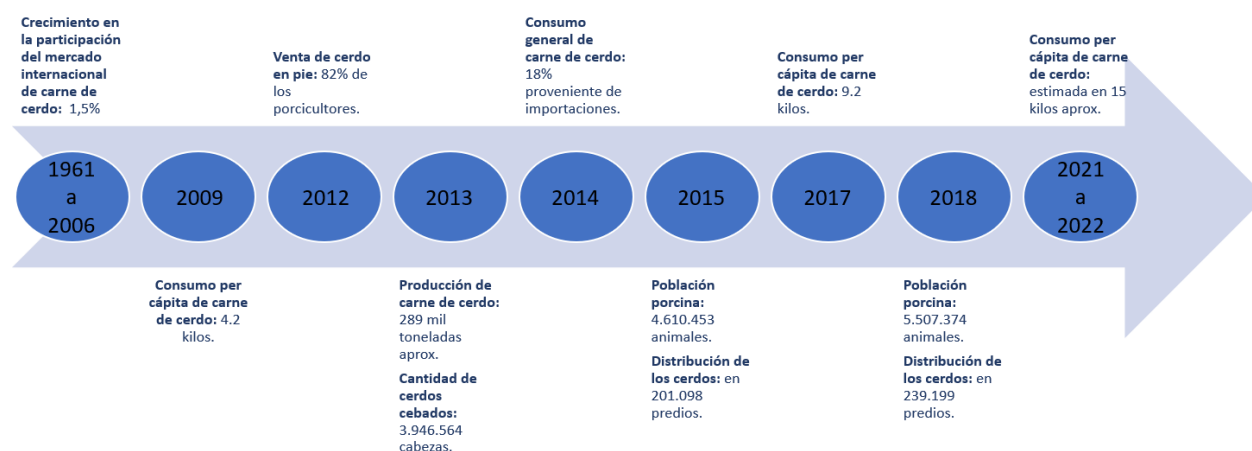 Crecimiento en
la participación
del mercado
internacional
de carne de
cerdo: 1,5%
Venta de cerdo
en pie: 82% de
los
porcicultores.
Consumo
general de
carne de cerdo:
18%
proveniente de
importaciones.
Consumo per
cápita de carne
de cerdo: 9.2
kilos.
Consumo per
cápita de carne
de cerdo:
estimada en 15
kilos aprox.
1961
a
2006
2009
2012
2013
2014
2015
2017
2018
2021
a
2022
Consumo per
cápita de carne
de cerdo: 4.2
kilos.
Producción de
carne de cerdo:
289 mil
toneladas
aprox.
Cantidad de
cerdos
cebados:
3.946.564
cabezas.
Población
porcina:
4.610.453
animales.
Distribución de
los cerdos: en
201.098
predios.
Población
porcina:
5.507.374
animales.
Distribución de
los cerdos: en
239.199
predios.